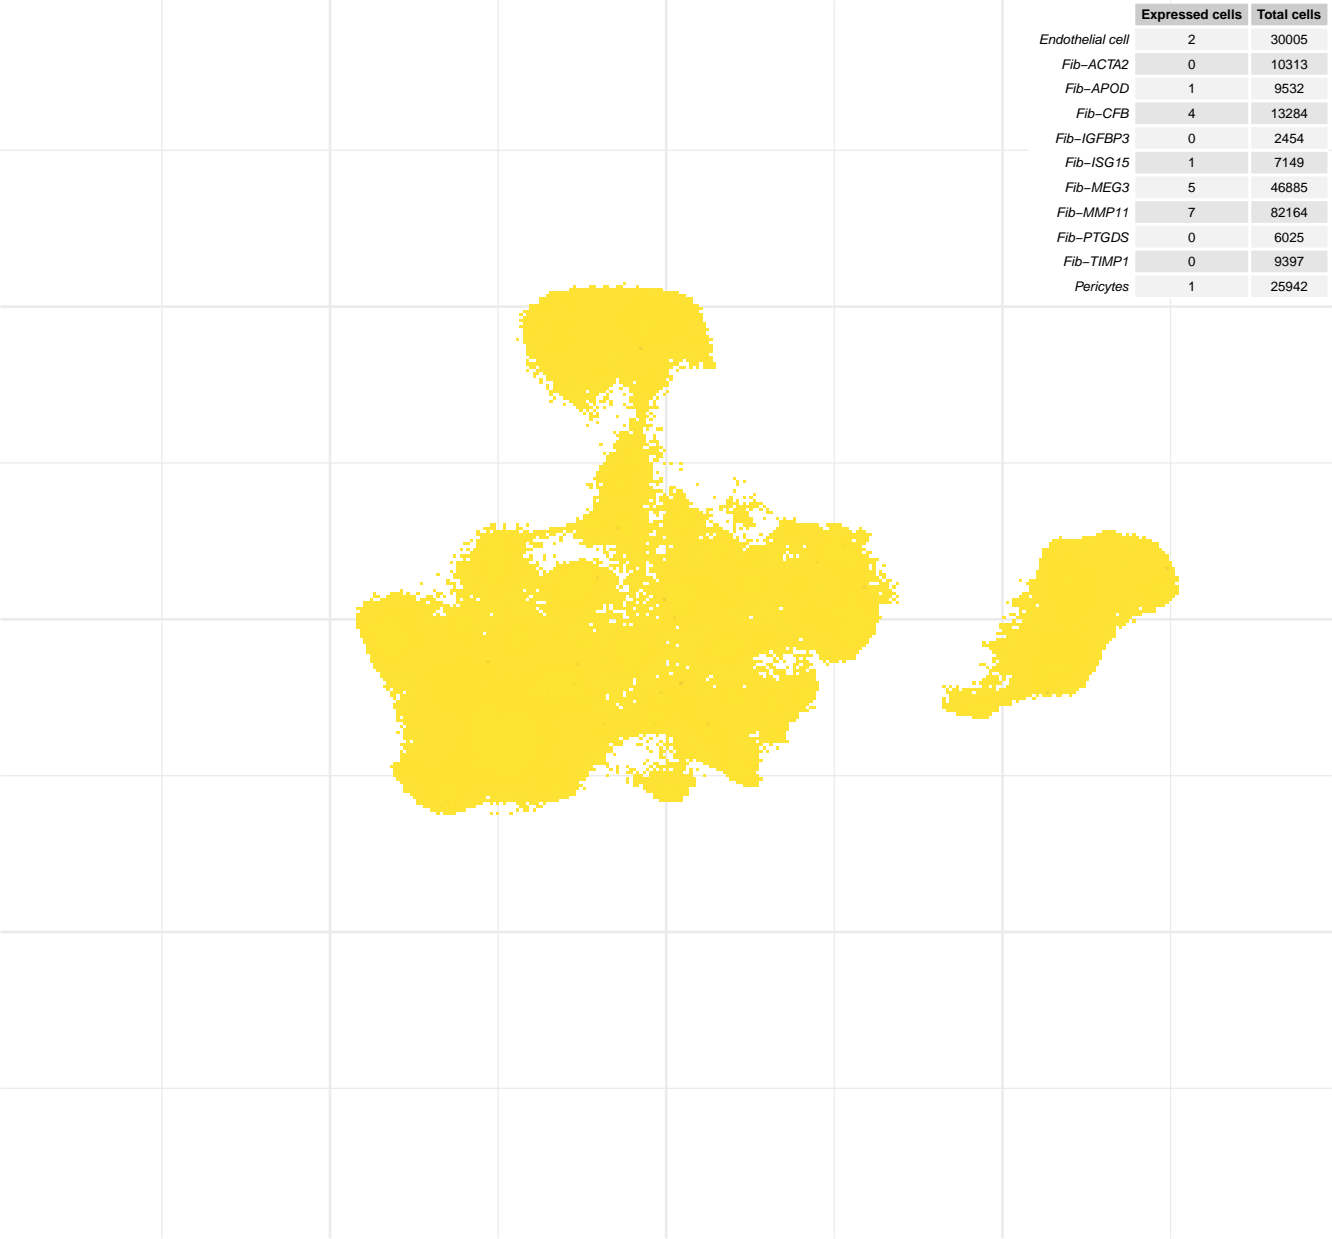 Expressed cells Total cells
Endothelial cell 2 30005
Fib−ACTA2 0 10313
Fib−APOD 1 9532
Fib−CFB 4 13284
Fib−IGFBP3 0 2454
Fib−ISG15 1 7149
Fib−MEG3 5 46885
Fib−MMP11 7 82164
Fib−PTGDS 0 6025
Fib−TIMP1 0 9397
Pericytes 1 25942